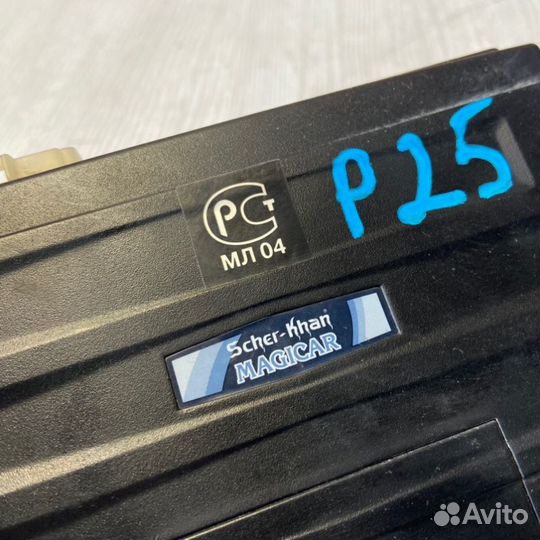 P25
РСТ
МЛ 04
Scher-Khan
MAGICAR
Avito